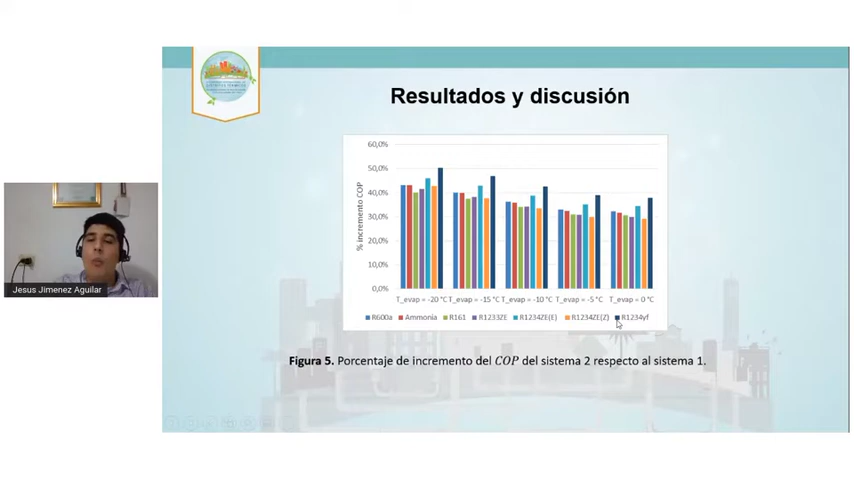 Resultados y discusión
60,0%
50,0%
40,0%
30,0%
20,0%
10,0%
0,0%
% incremento COP
T_evap = -20 °C T_evap = -15 °C T_evap = -10 °C T_evap = -5 °C T_evap = 0 °C
R600a Ammonia R161 R1233ZE R1234ZE(E) R1234ZE(Z) R1234yf
Figura 5. Porcentaje de incremento del COP del sistema 2 respecto al sistema 1.
Jesus Jimenez Aguilar